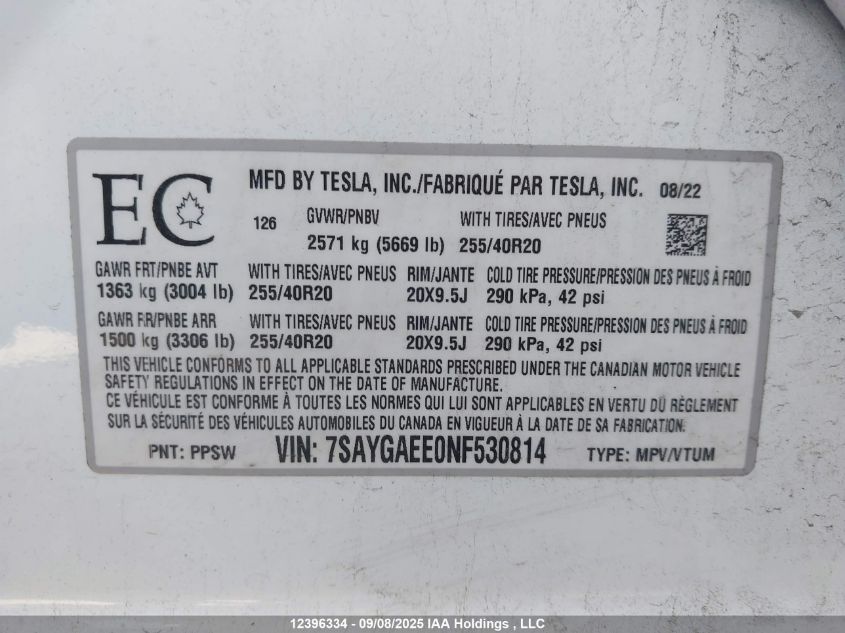 EC
MFD BY TESLA, INC./FABRIQUÉ PAR TESLA, INC. 08/22
126 GVWR/PNBV WITH TIRES/AVEC PNEUS
2571 kg (5669 lb) 255/40R20
GAWR FRT/PNBE AVT WITH TIRES/AVEC PNEUS RIM/JANTE COLD TIRE PRESSURE/PRESSION DES PNEUS À FROID
1363 kg (3004 lb) 255/40R20 20X9.5J 290 kPa, 42 psi
GAWR RR/PNBE ARR WITH TIRES/AVEC PNEUS RIM/JANTE COLD TIRE PRESSURE/PRESSION DES PNEUS À FROID
1500 kg (3306 lb) 255/40R20 20X9.5J 290 kPa, 42 psi
THIS VEHICLE CONFORMS TO ALL APPLICABLE STANDARDS PRESCRIBED UNDER THE CANADIAN MOTOR VEHICLE
SAFETY REGULATIONS IN EFFECT ON THE DATE OF MANUFACTURE.
CE VÉHICULE EST CONFORME À TOUTES LES NORMES QUI LUI SONT APPLICABLES EN VERTU DU RÈGLEMENT
SUR LA SÉCURITÉ DES VÉHICULES AUTOMOBILES DU CANADA EN VIGUEUR À LA DATE DE SA FABRICATION.
PNT: PPSW VIN: 7SAYGAEE0NF530814 TYPE: MPV/VTUM
12396334 - 09/08/2025 IAA Holdings , LLC